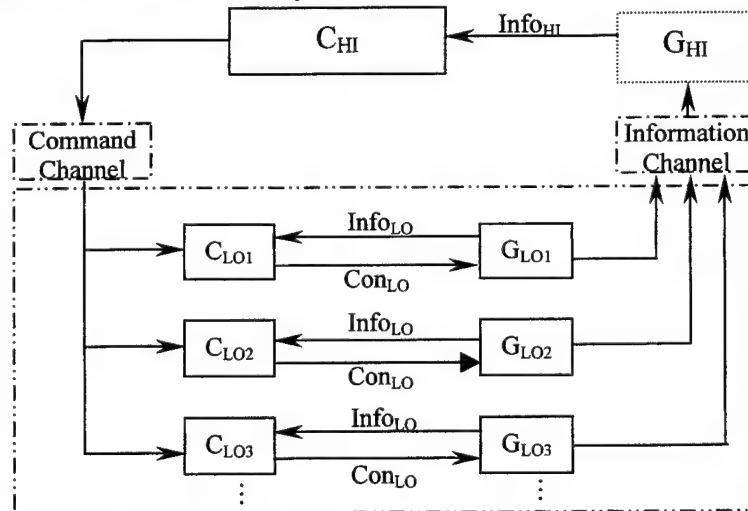 C_HI
Info_HI
G_HI
Command
Channel
Information
Channel
C_LO1
Info_LO
G_LO1
Con_LO
C_LO2
Info_LO
G_LO2
Con_LO
C_LO3
Info_LO
G_LO3
Con_LO
⋮
⋮